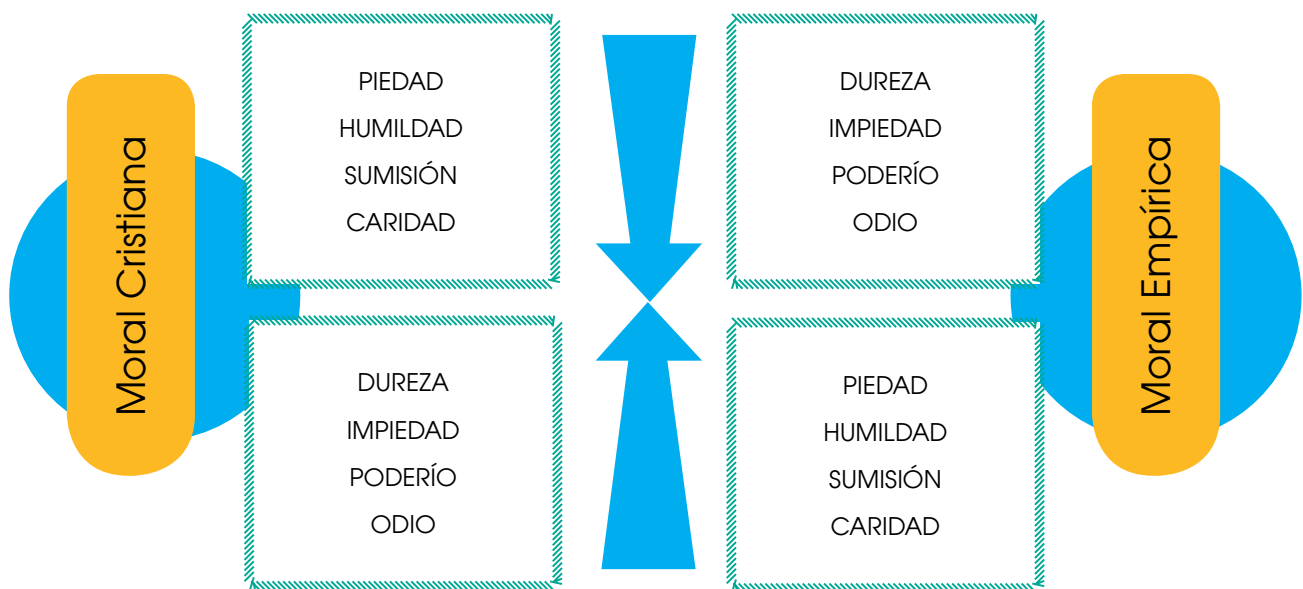 Moral Cristiana
PIEDAD
HUMILDAD
SUMISIÓN
CARIDAD
DUREZA
IMPIEDAD
PODERÍO
ODIO
DUREZA
IMPIEDAD
PODERÍO
ODIO
PIEDAD
HUMILDAD
SUMISIÓN
CARIDAD
Moral Empírica